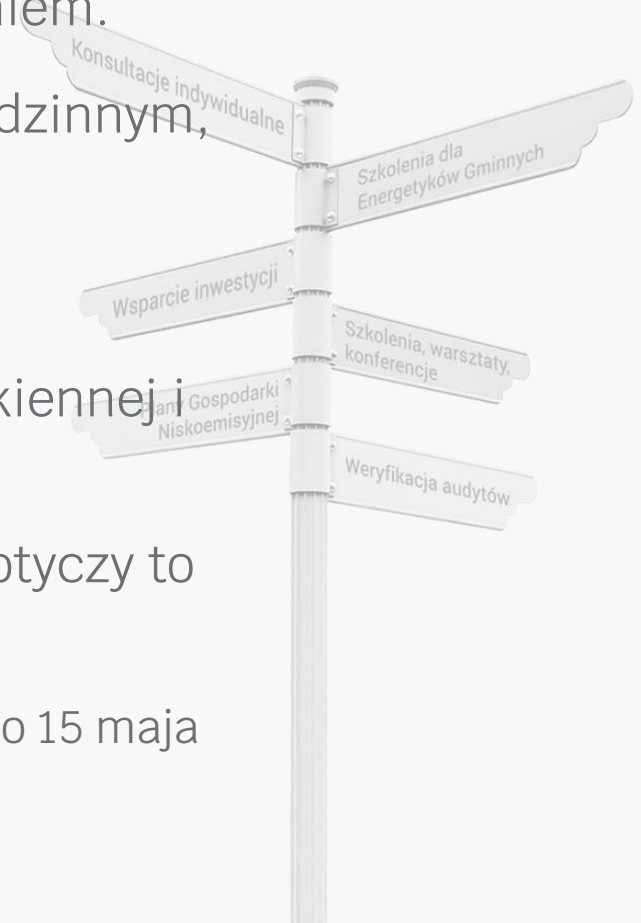 iem.
Konsultacje indywidualne
dzinnym,
Szkolenia dla
Energetyków Gminnych
Wsparcie inwestycji
Szkolenia, warsztaty,
konferencje
kiennej i
Plany Gospodarki
Niskoemisyjnej
Weryfikacja audytów
otyczy to
o 15 maja